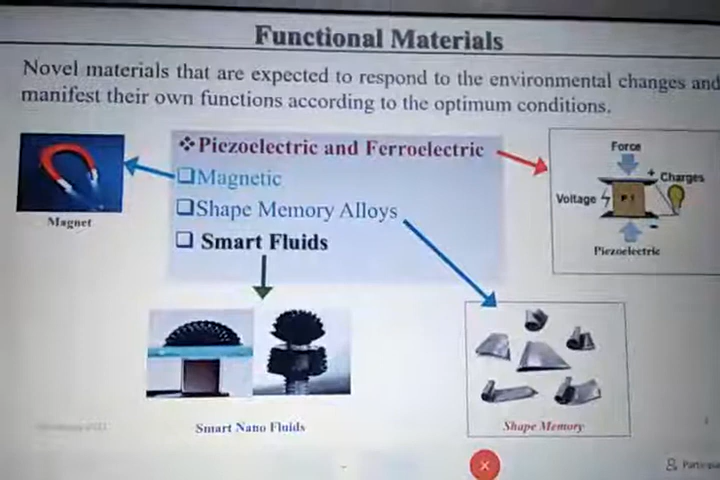 Functional Materials
Novel materials that are expected to respond to the environmental changes and
manifest their own functions according to the optimum conditions.
❖Piezoelectric and Ferroelectric
❑Magnetic
❑Shape Memory Alloys
❑ Smart Fluids
Magnet
Force
+ Charges
Voltage
-
Piezoelectric
Smart Nano Fluids
Shape Memory